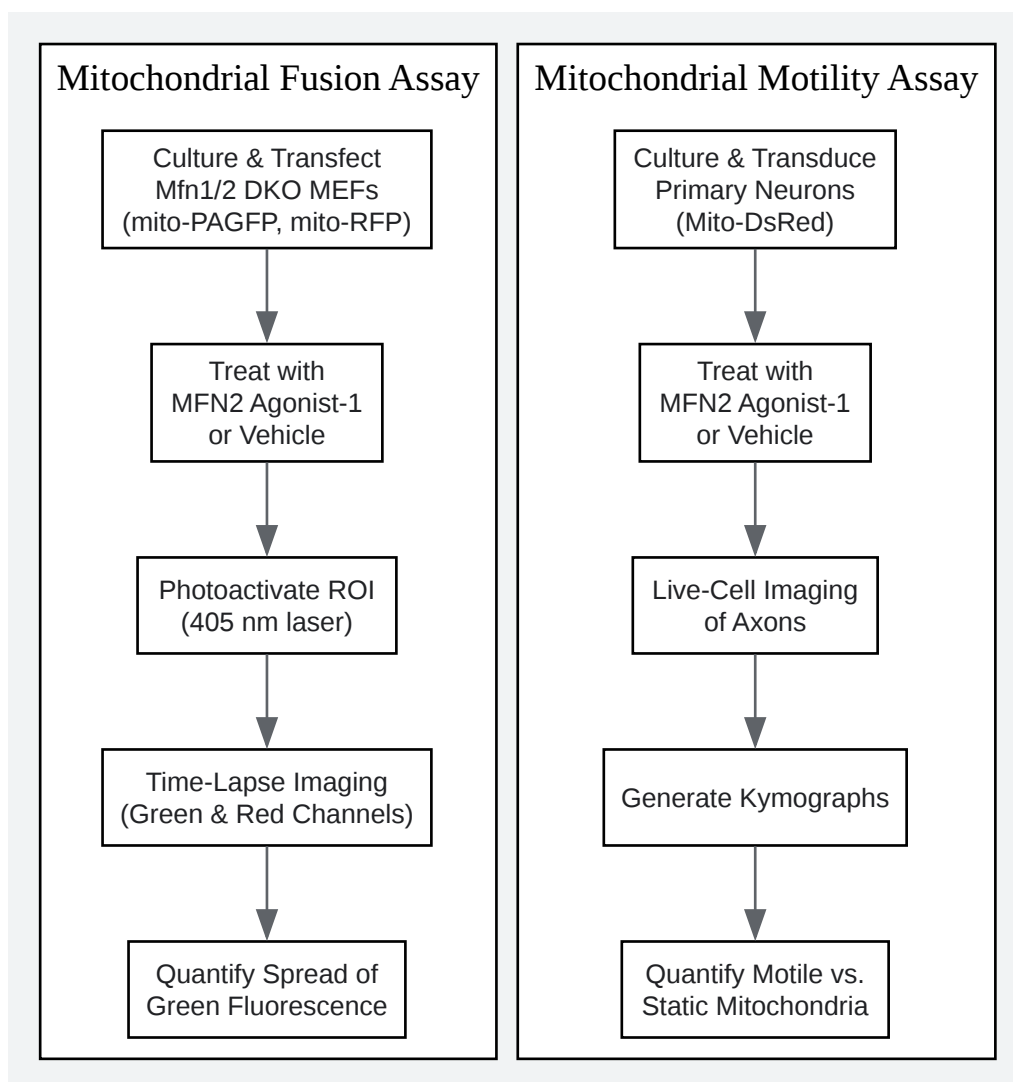 Mitochondrial Fusion Assay
Culture & Transfect
Mfn1/2 DKO MEFs
(mito-PAGFP, mito-RFP)
Treat with
MFN2 Agonist-1
or Vehicle
Photoactivate ROI
(405 nm laser)
Time-Lapse Imaging
(Green & Red Channels)
Quantify Spread of
Green Fluorescence
Mitochondrial Motility Assay
Culture & Transduce
Primary Neurons
(Mito-DsRed)
Treat with
MFN2 Agonist-1
or Vehicle
Live-Cell Imaging
of Axons
Generate Kymographs
Quantify Motile vs.
Static Mitochondria